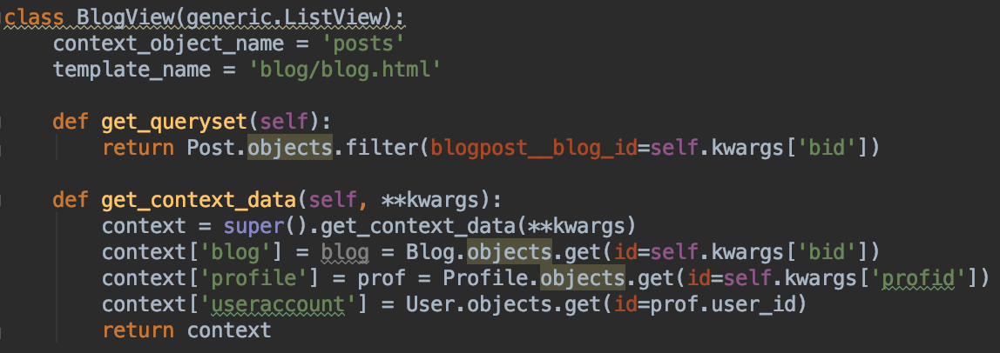 class BlogView(generic.ListView):
    context_object_name = 'posts'
    template_name = 'blog/blog.html'

    def get_queryset(self):
        return Post.objects.filter(blogpost__blog_id=self.kwargs['bid'])

    def get_context_data(self, **kwargs):
        context = super().get_context_data(**kwargs)
        context['blog'] = blog = Blog.objects.get(id=self.kwargs['bid'])
        context['profile'] = prof = Profile.objects.get(id=self.kwargs['profid'])
        context['useraccount'] = User.objects.get(id=prof.user_id)
        return context